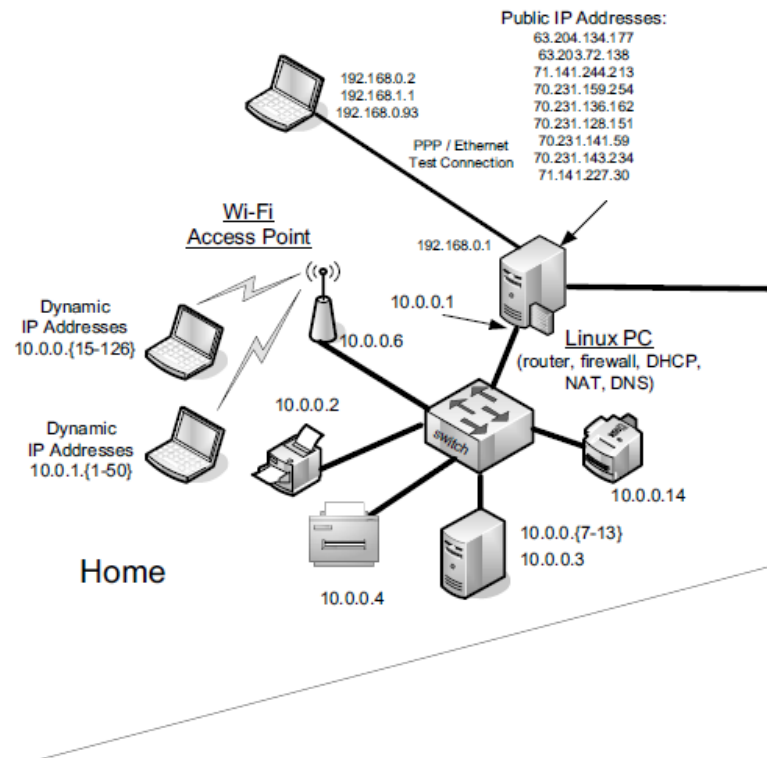 Public IP Addresses:
63.204.134.177
63.203.72.138
71.141.244.213
70.231.159.254
70.231.136.162
70.231.128.151
70.231.141.59
70.231.143.234
71.141.227.30
192.168.0.2
192.168.1.1
192.168.0.93
PPP / Ethernet
Test Connection
Wi-Fi
Access Point
192.168.0.1
10.0.0.1
Dynamic
IP Addresses
10.0.0.{15-126}
10.0.0.6
Linux PC
(router, firewall, DHCP,
NAT, DNS)
10.0.0.2
Dynamic
IP Addresses
10.0.1.{1-50}
switch
10.0.0.14
10.0.0.{7-13}
10.0.0.3
Home
10.0.0.4